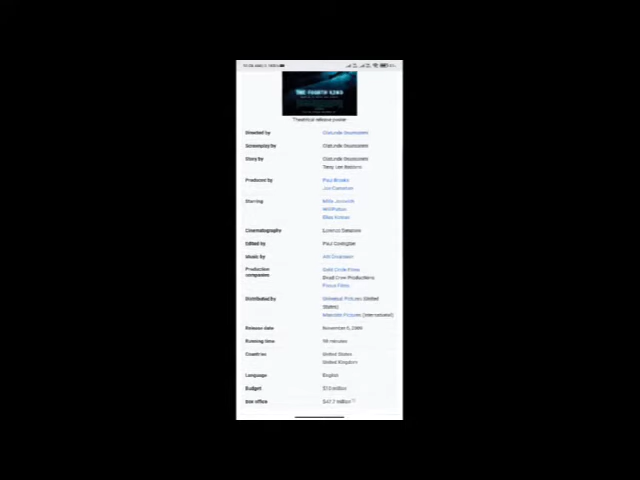 THE FOURTH KIND
Theatrical release poster
Directed by Olatunde Osunsanmi
Screenplay by Olatunde Osunsanmi
Story by Olatunde Osunsanmi
Terry Lee Robbins
Produced by Paul Brooks
Joe Carnahan
Starring Milla Jovovich
Will Patton
Elias Koteas
Cinematography Lorenzo Senatore
Edited by Paul Covington
Music by Atli Örvarsson
Production Gold Circle Films
companies Dead Crow Productions
Focus Films
Distributed by Universal Pictures (United
States)
Pictures (International)
Release date November 6, 2009
Running time 98 minutes
Countries United States
United Kingdom
Language English
Budget $10 million
Box office $47.7 million